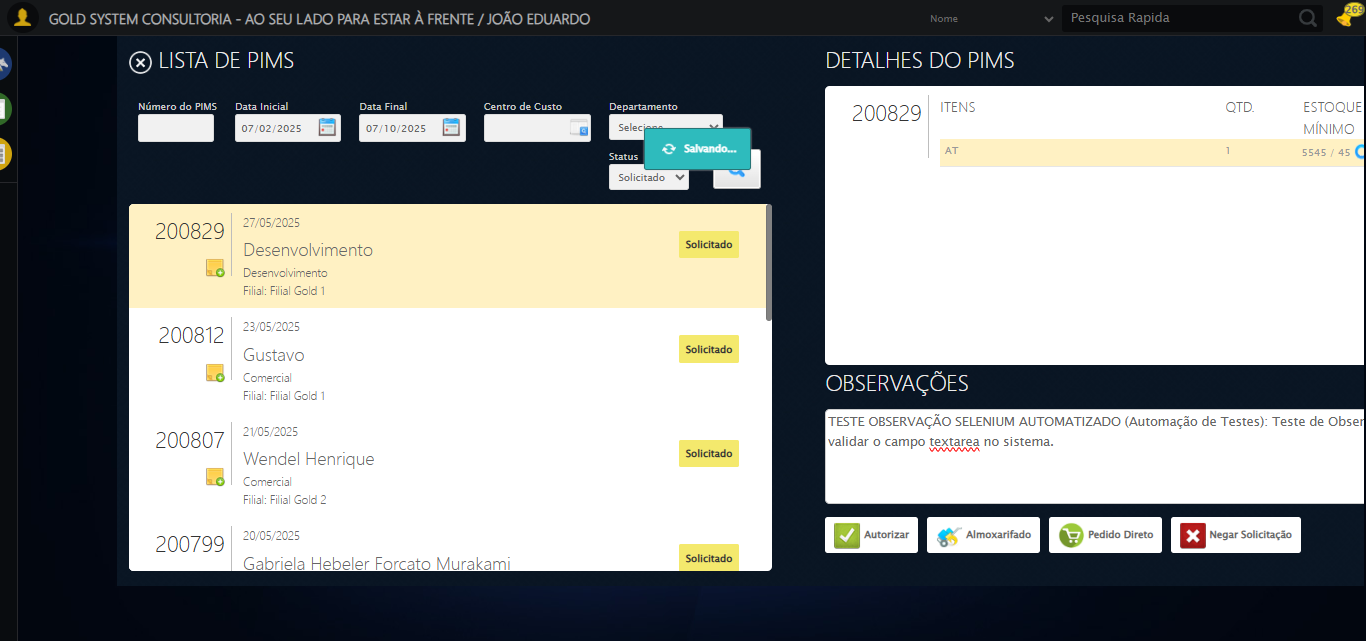 GOLD SYSTEM CONSULTORIA - AO SEU LADO PARA ESTAR À FRENTE / JOÃO EDUARDO
Nome
Pesquisa Rapida
269
LISTA DE PIMS
Número do PIMS
Data Inicial
Data Final
Centro de Custo
Departamento
07/02/2025
07/10/2025
Selecione
Salvando...
Status
Solicitado
200829
27/05/2025
Desenvolvimento
Desenvolvimento
Filial: Filial Gold 1
Solicitado
200812
23/05/2025
Gustavo
Comercial
Filial: Filial Gold 1
Solicitado
200807
21/05/2025
Wendel Henrique
Comercial
Filial: Filial Gold 2
Solicitado
200799
20/05/2025
Gabriela Hebeler Forcato Murakami
Solicitado
DETALHES DO PIMS
200829
ITENS
QTD.
ESTOQUE
MÍNIMO
AT
1
5545 / 45
OBSERVAÇÕES
TESTE OBSERVAÇÃO SELENIUM AUTOMATIZADO (Automação de Testes): Teste de Obser
validar o campo textarea no sistema.
Autorizar
Almoxarifado
Pedido Direto
Negar Solicitação